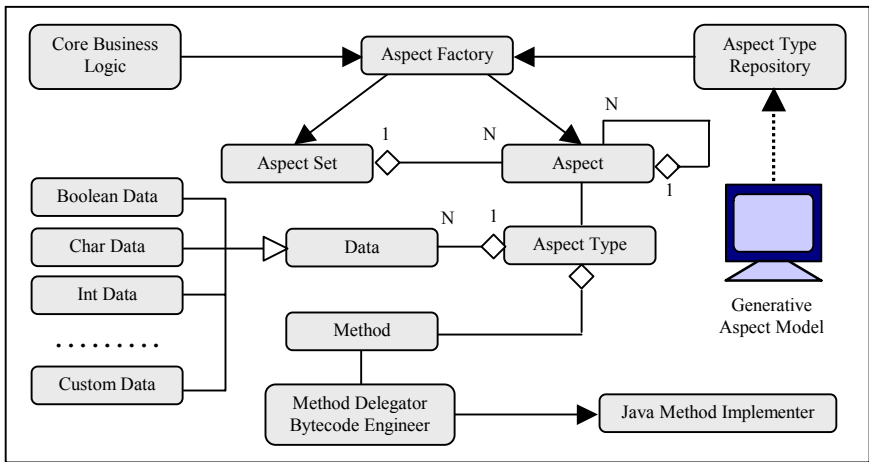 Core Business
Logic
Aspect Factory
Aspect Type
Repository
1
N
N
Aspect Set
Aspect
1
Boolean Data
N
1
Char Data
Data
Aspect Type
Int Data
Generative
Aspect Model
Method
.........
Custom Data
Method Delegator
Bytecode Engineer
Java Method Implementer